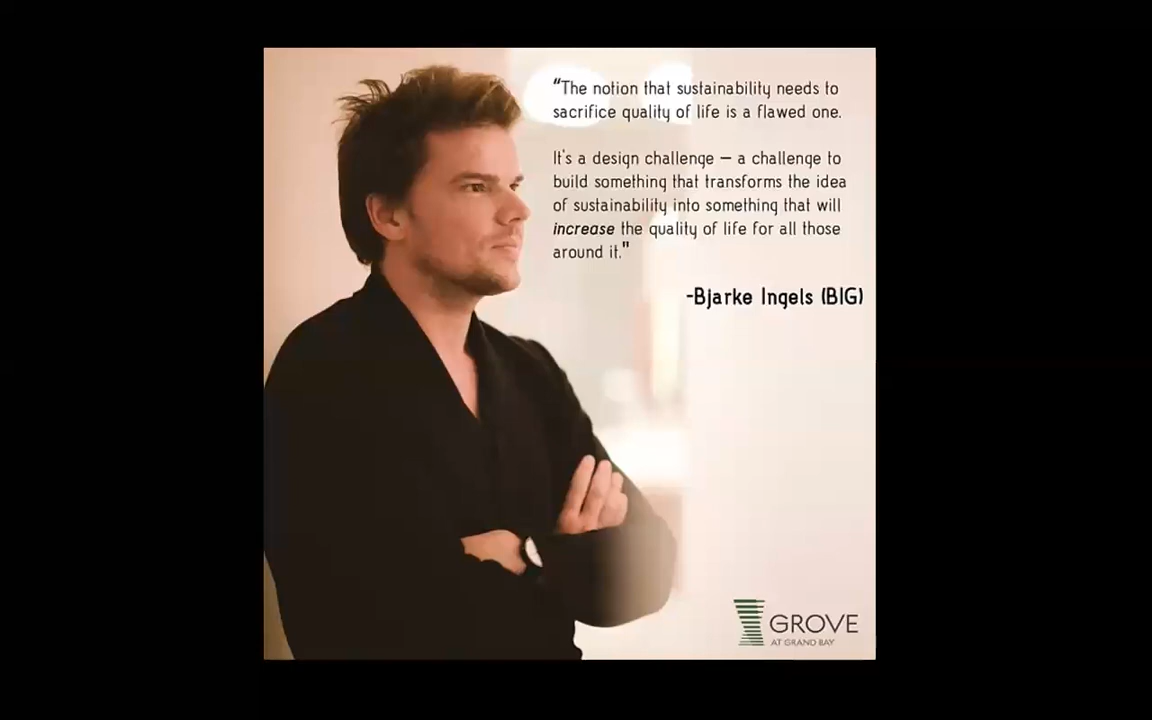 "The notion that sustainability needs to
sacrifice quality of life is a flawed one.
It's a design challenge – a challenge to
build something that transforms the idea
of sustainability into something that will
increase the quality of life for all those
around it."
-Bjarke Ingels (BIG)
GROVE
AT GRAND BAY